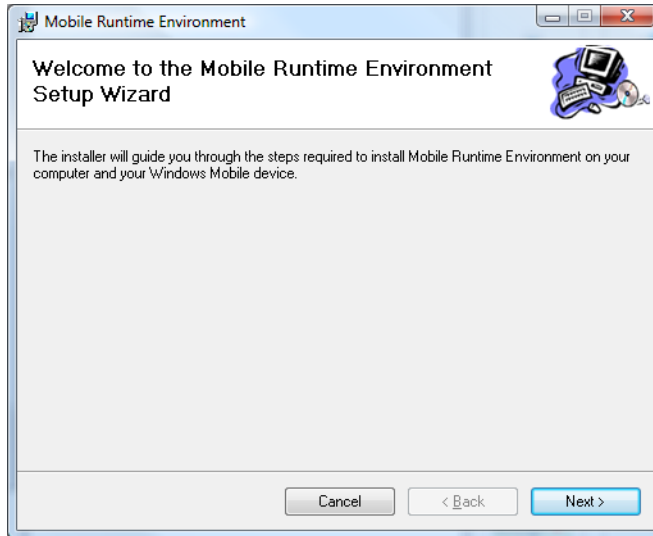 Mobile Runtime Environment
Welcome to the Mobile Runtime Environment
Setup Wizard
The installer will guide you through the steps required to install Mobile Runtime Environment on your
computer and your Windows Mobile device.
Cancel
< Back
Next >